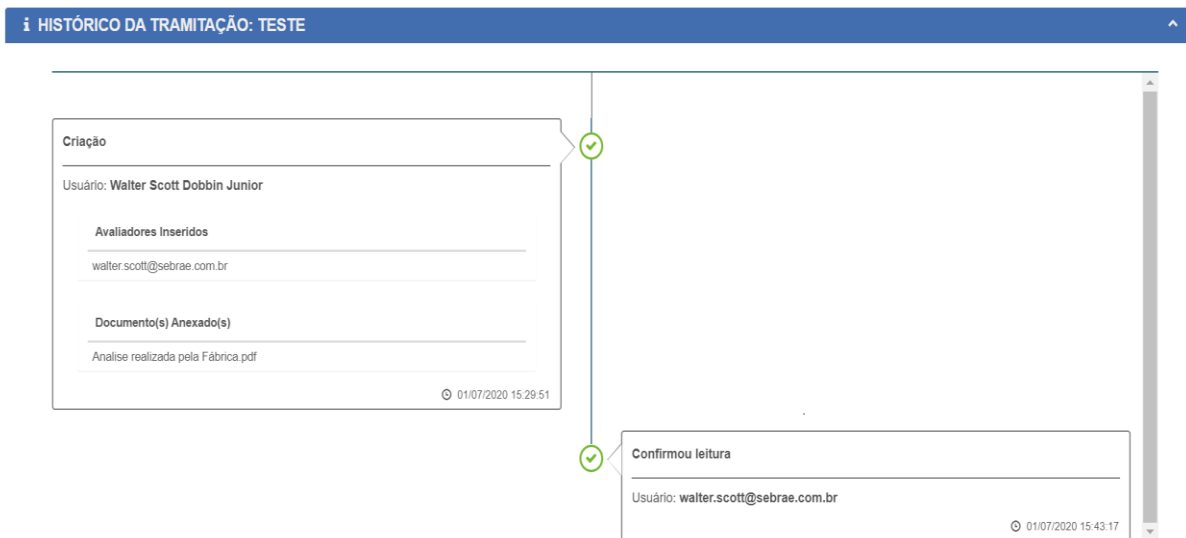 HISTÓRICO DA TRAMITAÇÃO: TESTE
Criação
Usuário: Walter Scott Dobbin Junior
Avaliadores Inseridos
walter.scott@sebrae.com.br
Documento(s) Anexado(s)
Analise realizada pela Fábrica.pdf
01/07/2020 15:29:51
Confirmou leitura
Usuário: walter.scott@sebrae.com.br
01/07/2020 15:43:17